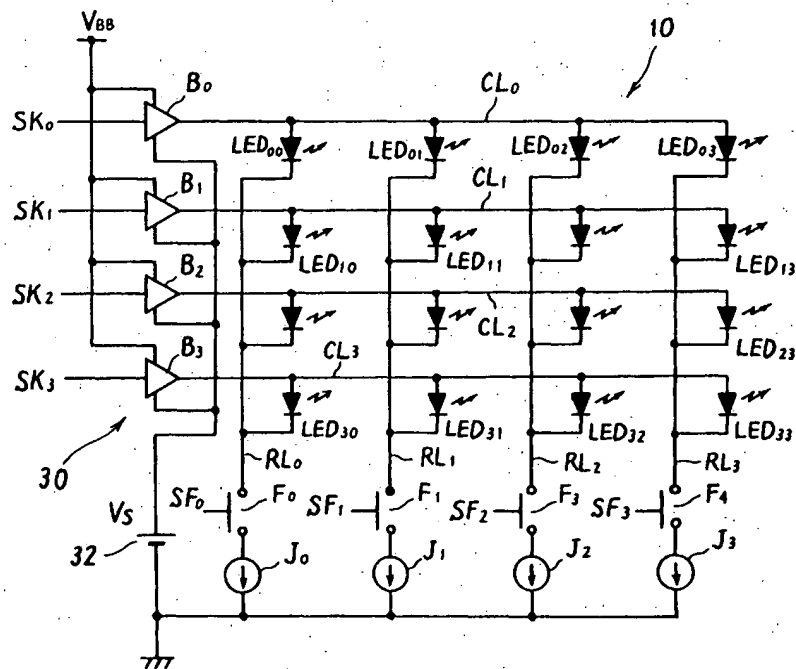 VBB
10
B0
CL0
SK0
LED00 LED01 LED02 LED03
B1
CL1
SK1
LED10 LED11 LED13
B2
SK2
CL2
LED23
B3
CL3
SK3
LED30 LED31 LED32 LED33
30
RL0 RL1 RL2 RL3
SF0 F0 SF1 F1 SF2 F3 SF3 F4
VS
32
J0 J1 J2 J3